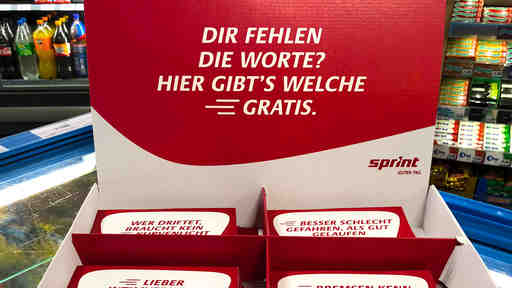 DIR FEHLEN
DIE WORTE?
HIER GIBT'S WELCHE
GRATIS.
sprint
GUTEN TAG.
WER DRIFTET,
BRAUCHT KEIN
KURVENLICHT
BESSER SCHLECHT
GEFAHREN, ALS GUT
GELAUFEN
LIEBER